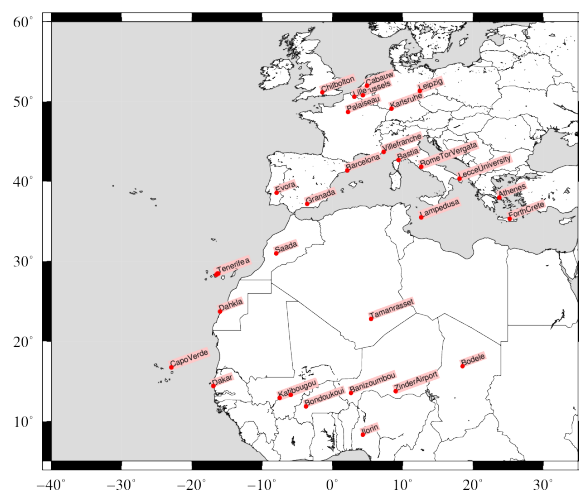 60°
Chilbolton
Cabauw
Lille
Leipzig
50°
Palaiseau
Karlsruhe
Villefranche
Bastia
Barcelona
RomeTorVergata
LecceUniversity
40°
Evora
Granada
Athenes
Lampedusa
ForthCrete
Saada
30°
Tenerife
Dahkla
Tamanrasset
20°
CapoVerde
Bodele
Dakar
Katibougou
Bondoukoui
Banizoumbou
ZinderAirport
10°
Ilorin
−40° −30° −20° −10° 0° 10° 20° 30°